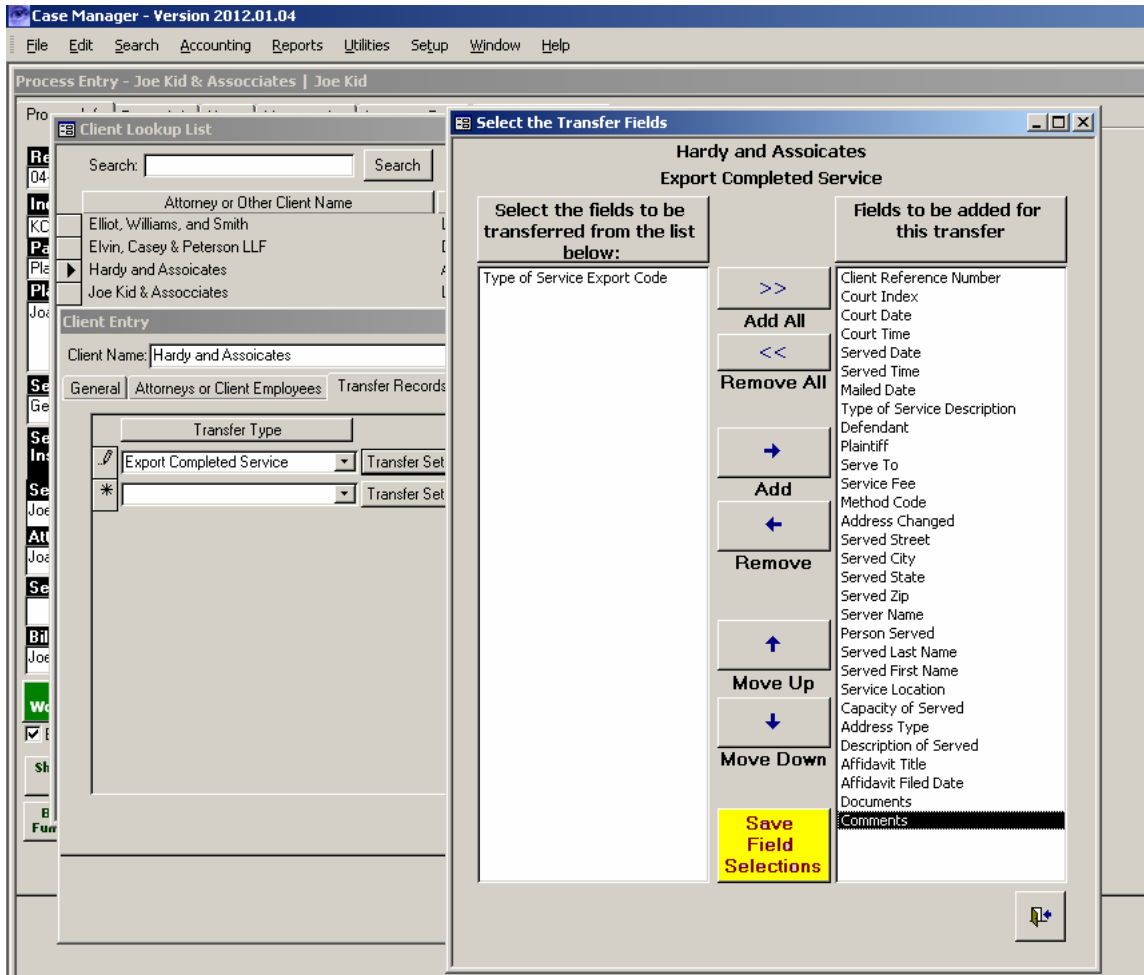 Case Manager - Version 2012.01.04
File Edit Search Accounting Reports Utilities Setup Window Help
Process Entry - Joe Kid & Assocciates | Joe Kid
Client Lookup List
Search:
Search
Attorney or Other Client Name
Elliot, Williams, and Smith
Elvin, Casey & Peterson LLF
Hardy and Assoicates
Joe Kid & Assocciates
Client Entry
Client Name: Hardy and Assoicates
General
Attorneys or Client Employees
Transfer Records
Transfer Type
Export Completed Service
Transfer Set
Transfer Set
Select the Transfer Fields
Hardy and Assoicates
Export Completed Service
Select the fields to be
transferred from the list
below:
Type of Service Export Code
>>
Add All
<<
Remove All
Add
Remove
Move Up
Move Down
Save
Field
Selections
Fields to be added for
this transfer
Client Reference Number
Court Index
Court Date
Court Time
Served Date
Served Time
Mailed Date
Type of Service Description
Defendant
Plaintiff
Serve To
Service Fee
Method Code
Address Changed
Served Street
Served City
Served State
Served Zip
Server Name
Person Served
Served Last Name
Served First Name
Service Location
Capacity of Served
Address Type
Description of Served
Affidavit Title
Affidavit Filed Date
Documents
Comments